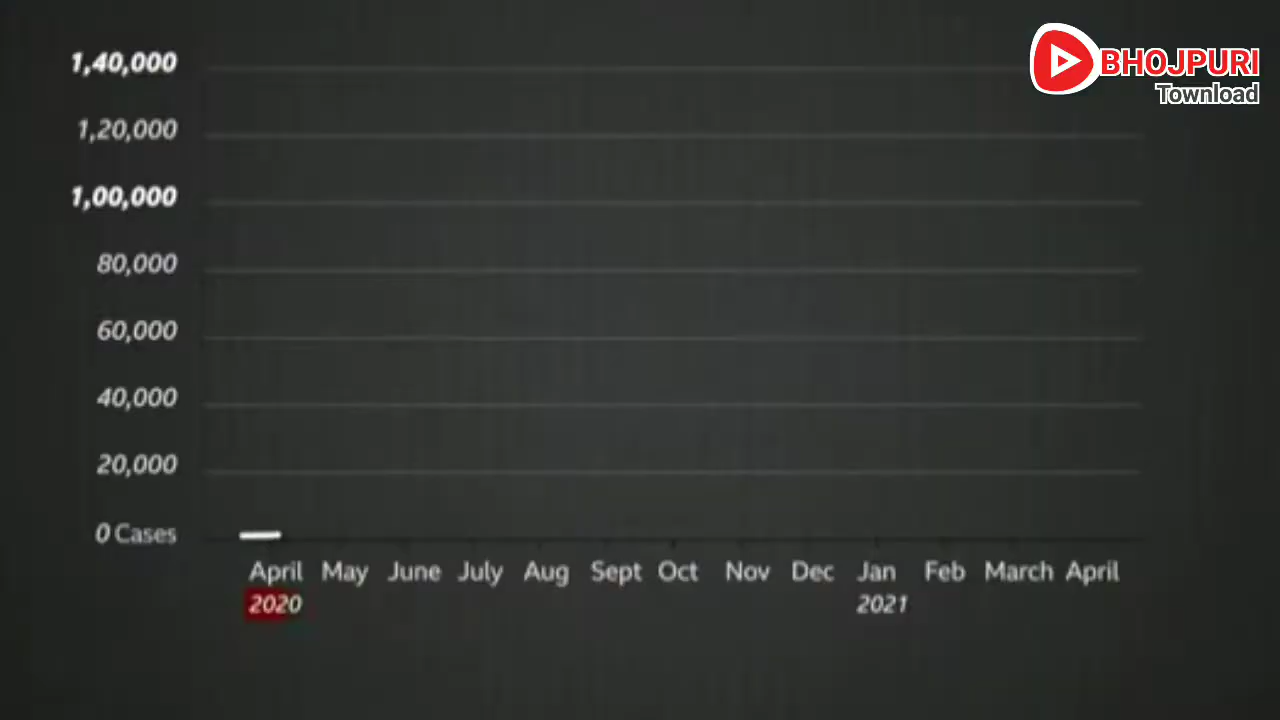 BHOJPURI
Townload
1,40,000
1,20,000
1,00,000
80,000
60,000
40,000
20,000
0 Cases
April May June July Aug Sept Oct Nov Dec Jan Feb March April
2020 2021